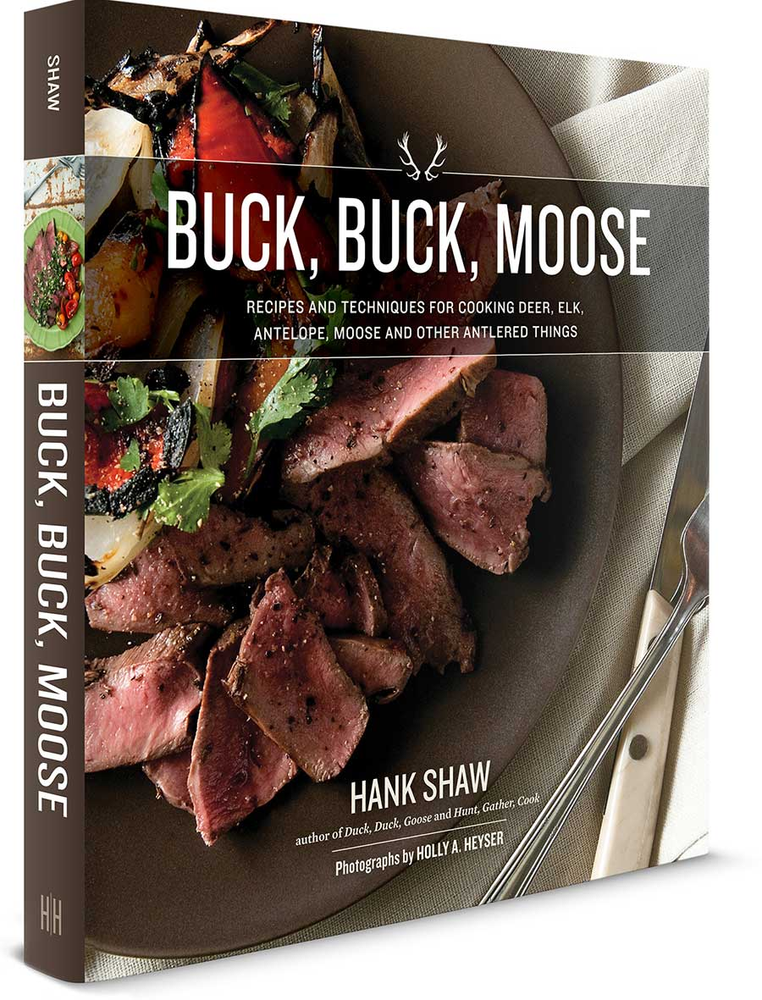 SHAW
BUCK, BUCK, MOOSE
H|H
BUCK, BUCK, MOOSE
RECIPES AND TECHNIQUES FOR COOKING DEER, ELK,
ANTELOPE, MOOSE AND OTHER ANTLERED THINGS
HANK SHAW
author of Duck, Duck, Goose and Hunt, Gather, Cook
Photographs by HOLLY A. HEYSER